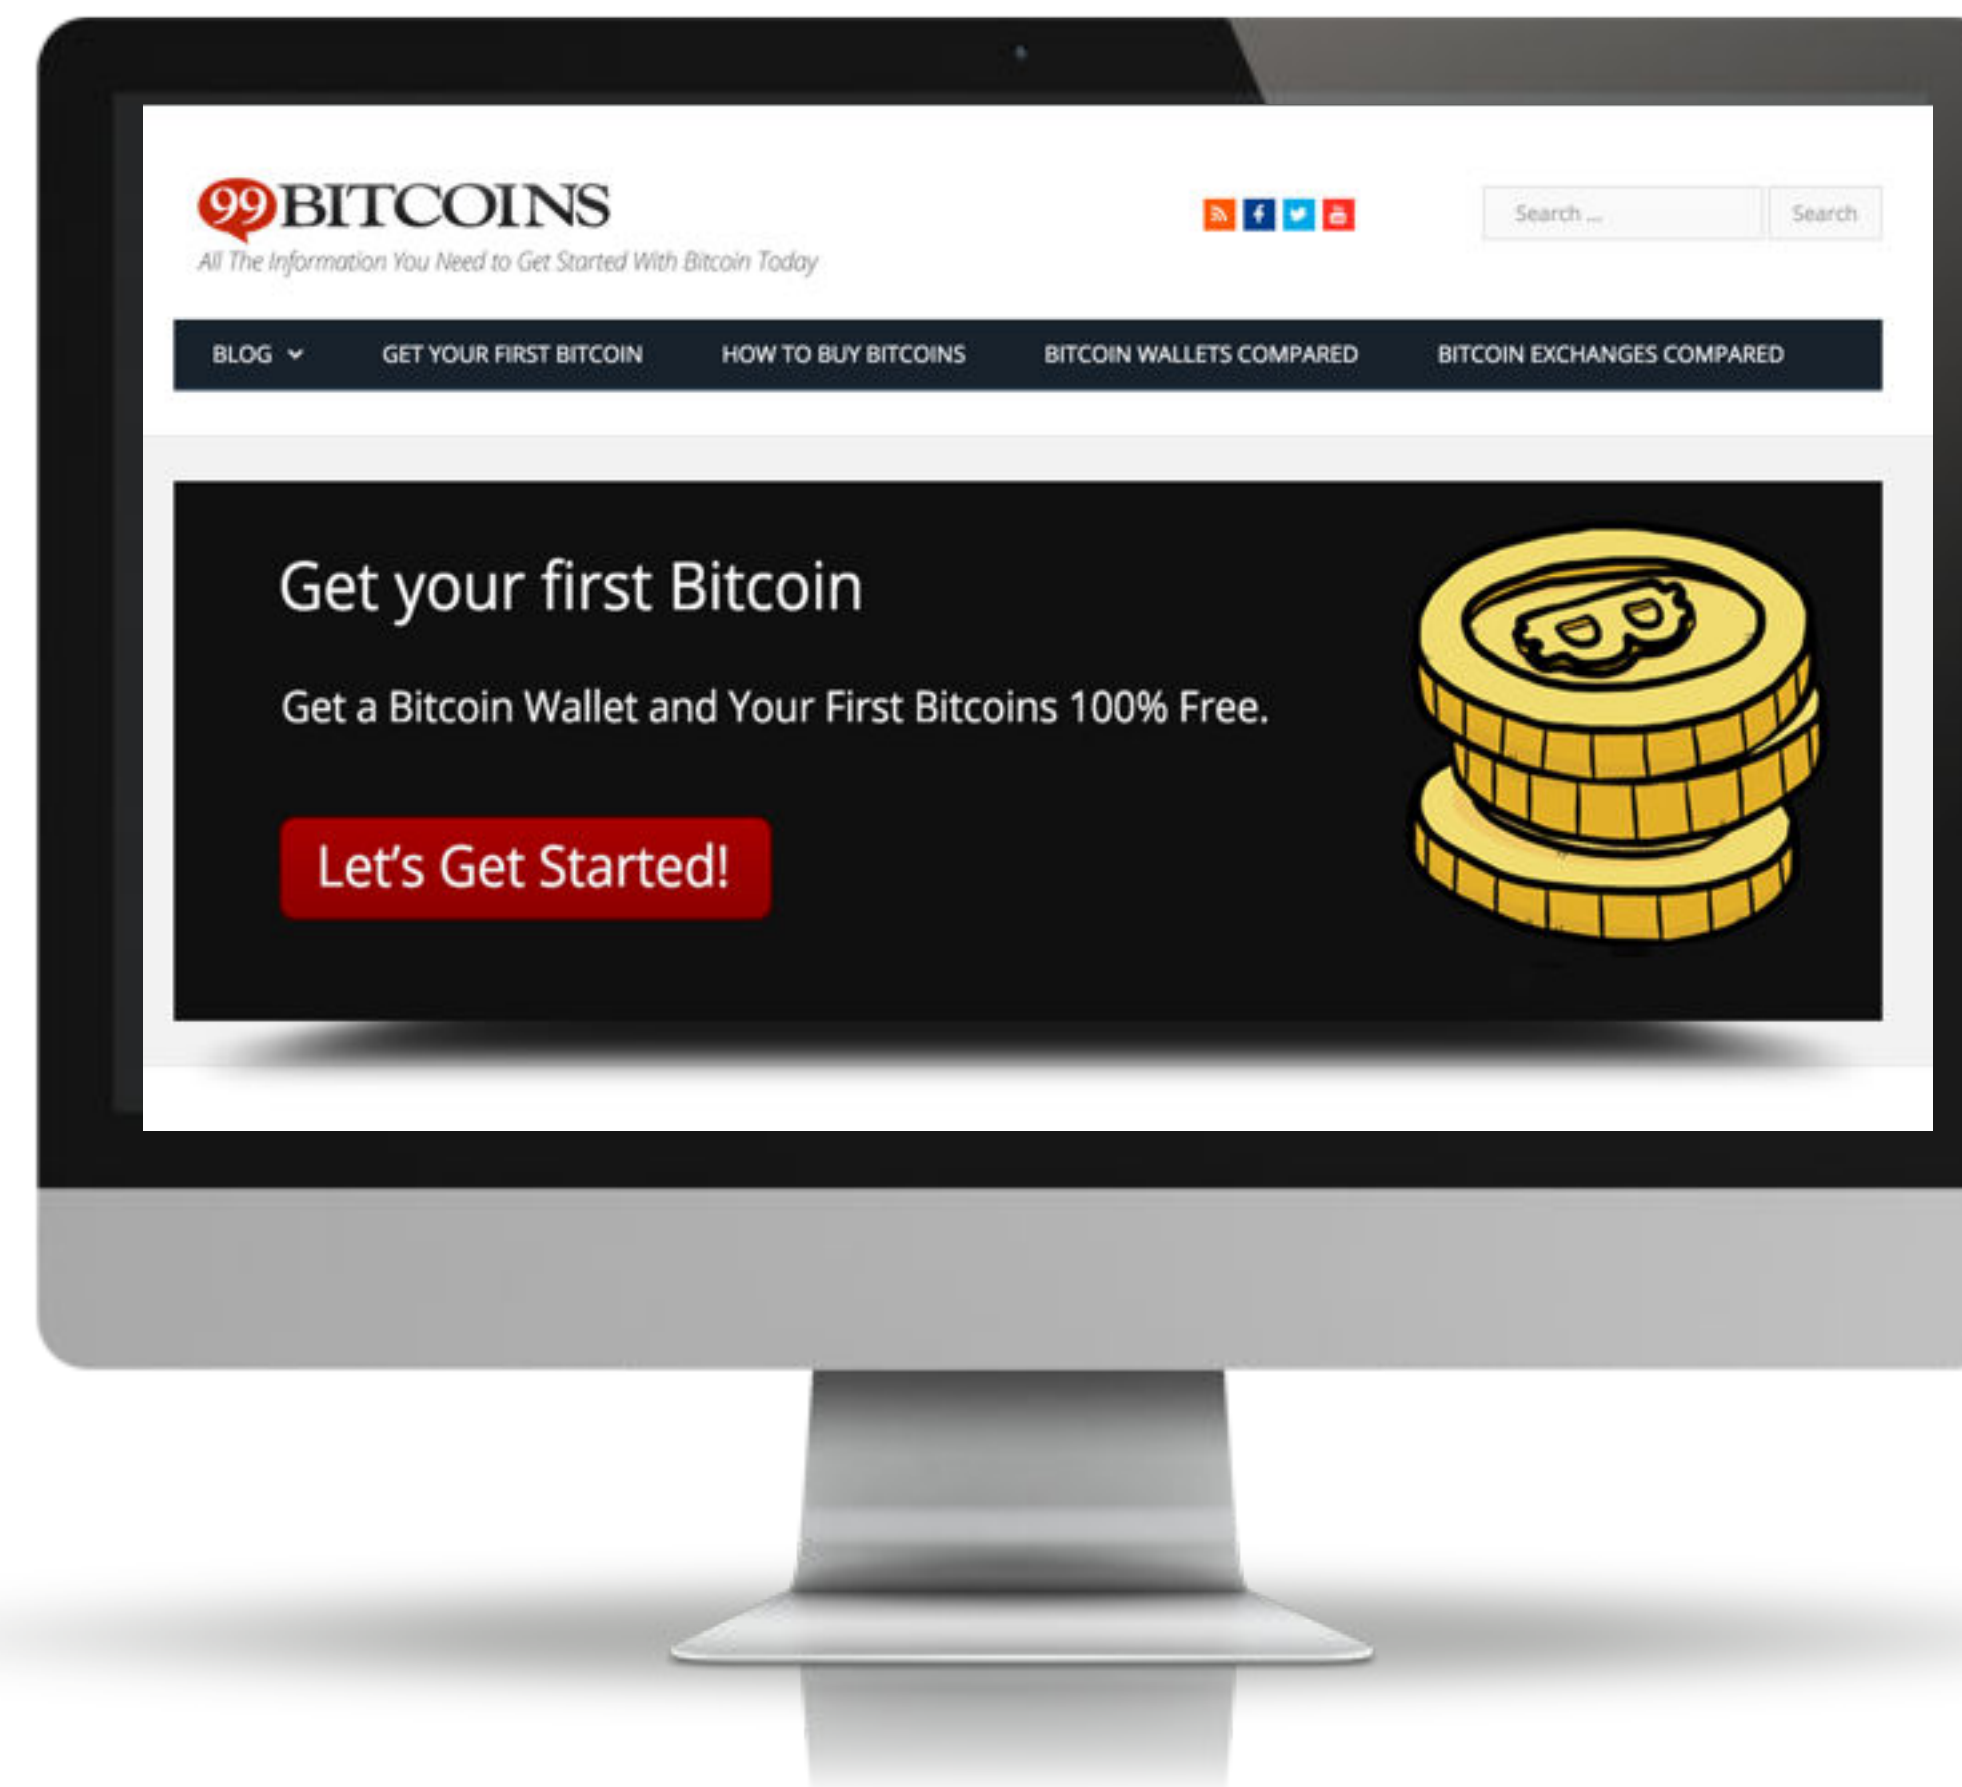 99BITCOINS
All The Information You Need to Get Started With Bitcoin Today
Search ...
Search
BLOG
GET YOUR FIRST BITCOIN
HOW TO BUY BITCOINS
BITCOIN WALLETS COMPARED
BITCOIN EXCHANGES COMPARED
Get your first Bitcoin
Get a Bitcoin Wallet and Your First Bitcoins 100% Free.
Let's Get Started!